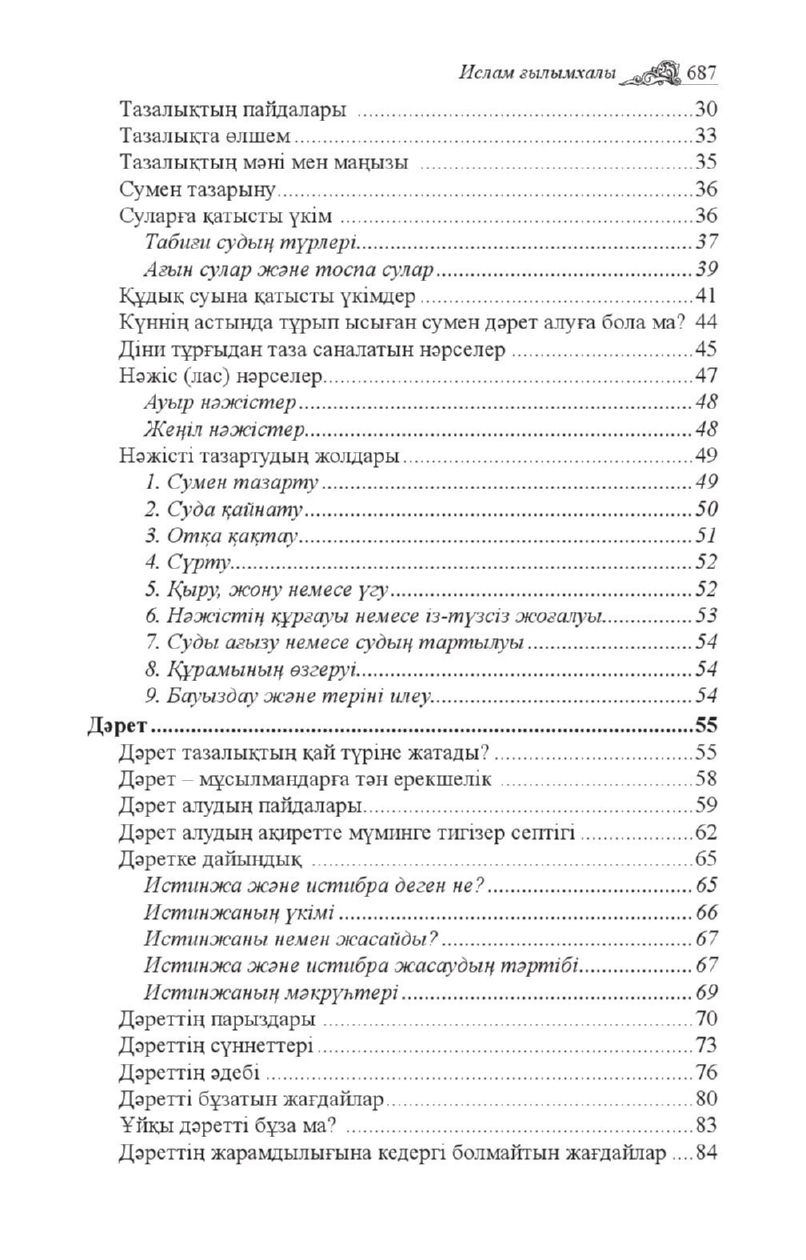 Ислам ғылымхалы 687
Тазалықтың пайдалары ................................................30
Тазалықта өлшем................................................33
Тазалықтың мәні мен маңызы ................................................35
Сумен тазарыну................................................36
Суларға қатысты үкім ................................................36
Табиғи судың түрлері................................................37
Ағын сулар және тоспа сулар................................................39
Құдық суына қатысты үкімдер................................................41
Күннің астында тұрып ысыған сумен дәрет алуға бола ма? 44
Діни тұрғыдан таза саналатын нәрселер ................................................45
Нәжіс (лас) нәрселер................................................47
Ауыр нәжістер................................................48
Жеңіл нәжістер................................................48
Нәжісті тазартудың жолдары................................................49
1. Сумен тазарту................................................49
2. Суда қайнату................................................50
3. Отқа қақтау................................................51
4. Сүрту................................................52
5. Қыру, жону немесе үгу................................................52
6. Нәжістің құрғауы немесе із-түзсіз жоғалуы................53
7. Суды ағызу немесе судың тартылуы................................54
8. Құрамының өзгеруі................................................54
9. Бауыздау және теріні илеу................................................54
Дәрет................................................55
Дәрет тазалықтың қай түріне жатады?................................55
Дәрет – мұсылмандарға тән ерекшелік ................................58
Дәрет алудың пайдалары................................................59
Дәрет алудың ақиретте мүминге тигізер септігі ................62
Дәретке дайындық ................................................65
Истинжа және истибра деген не?................................65
Истинжаның үкімі................................................66
Истинжаны немен жасайды?................................................67
Истинжа және истибра жасаудың тәртібі................67
Истинжаның мәкрүһтері................................................69
Дәреттің парыздары ................................................70
Дәреттің сүннеттері................................................73
Дәреттің әдебі ................................................76
Дәретті бұзатын жағдайлар................................................80
Ұйқы дәретті бұза ма? ................................................83
Дәреттің жарамдылығына кедергі болмайтын жағдайлар ....84